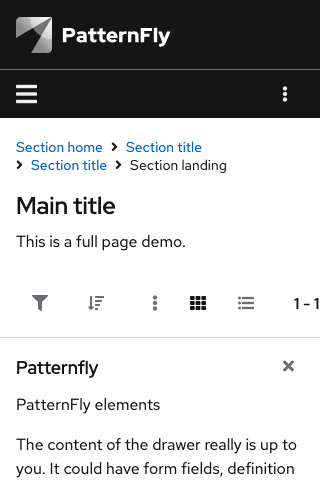 PatternFly
Section home > Section title
> Section title > Section landing
Main title
This is a full page demo.
1 - 1
Patternfly
PatternFly elements
The content of the drawer really is up to
you. It could have form fields, definition